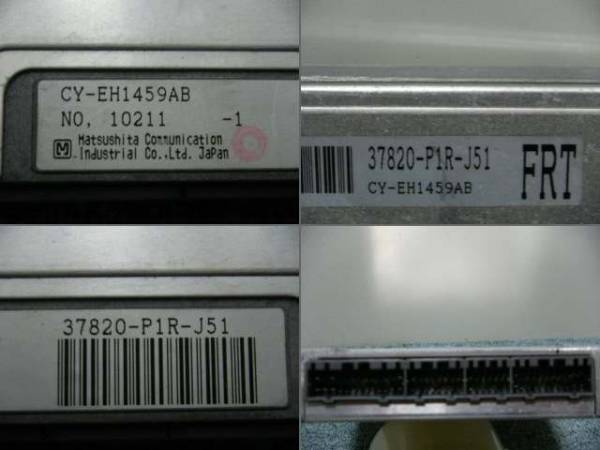 CY-EH1459AB
NO, 10211 -1
M Matsushita Communication
Industrial Co.,Ltd. JAPAN
37820-P1R-J51
CY-EH1459AB
FRT
37820-P1R-J51